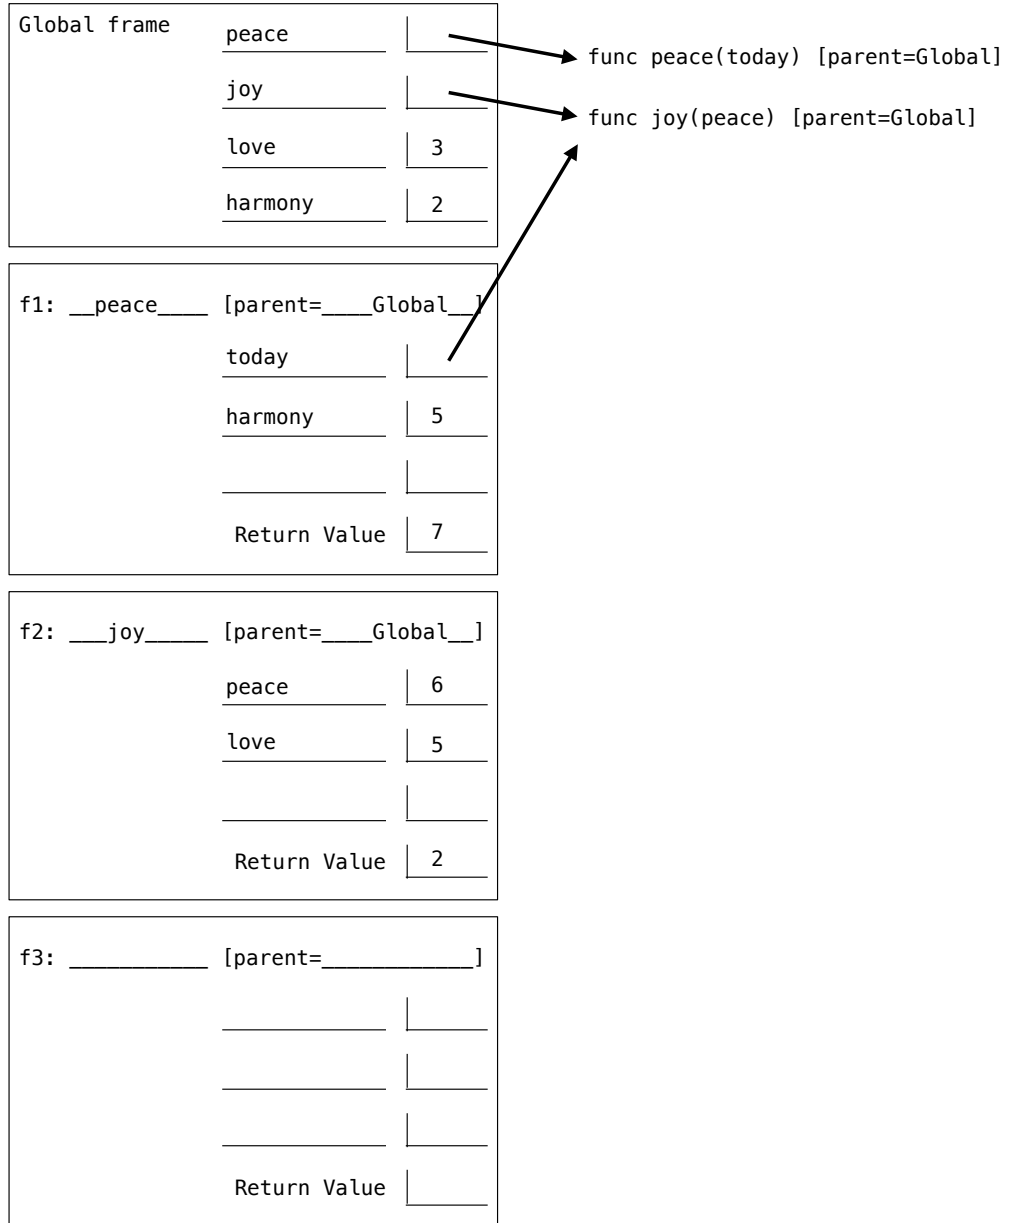 Global frame
peace
func peace(today) [parent=Global]
joy
func joy(peace) [parent=Global]
love 3
harmony 2
f1: __peace____ [parent=____Global__]
today
harmony 5
Return Value 7
f2: ___joy_____ [parent=____Global__]
peace 6
love 5
Return Value 2
f3: ___________ [parent=____________]
Return Value